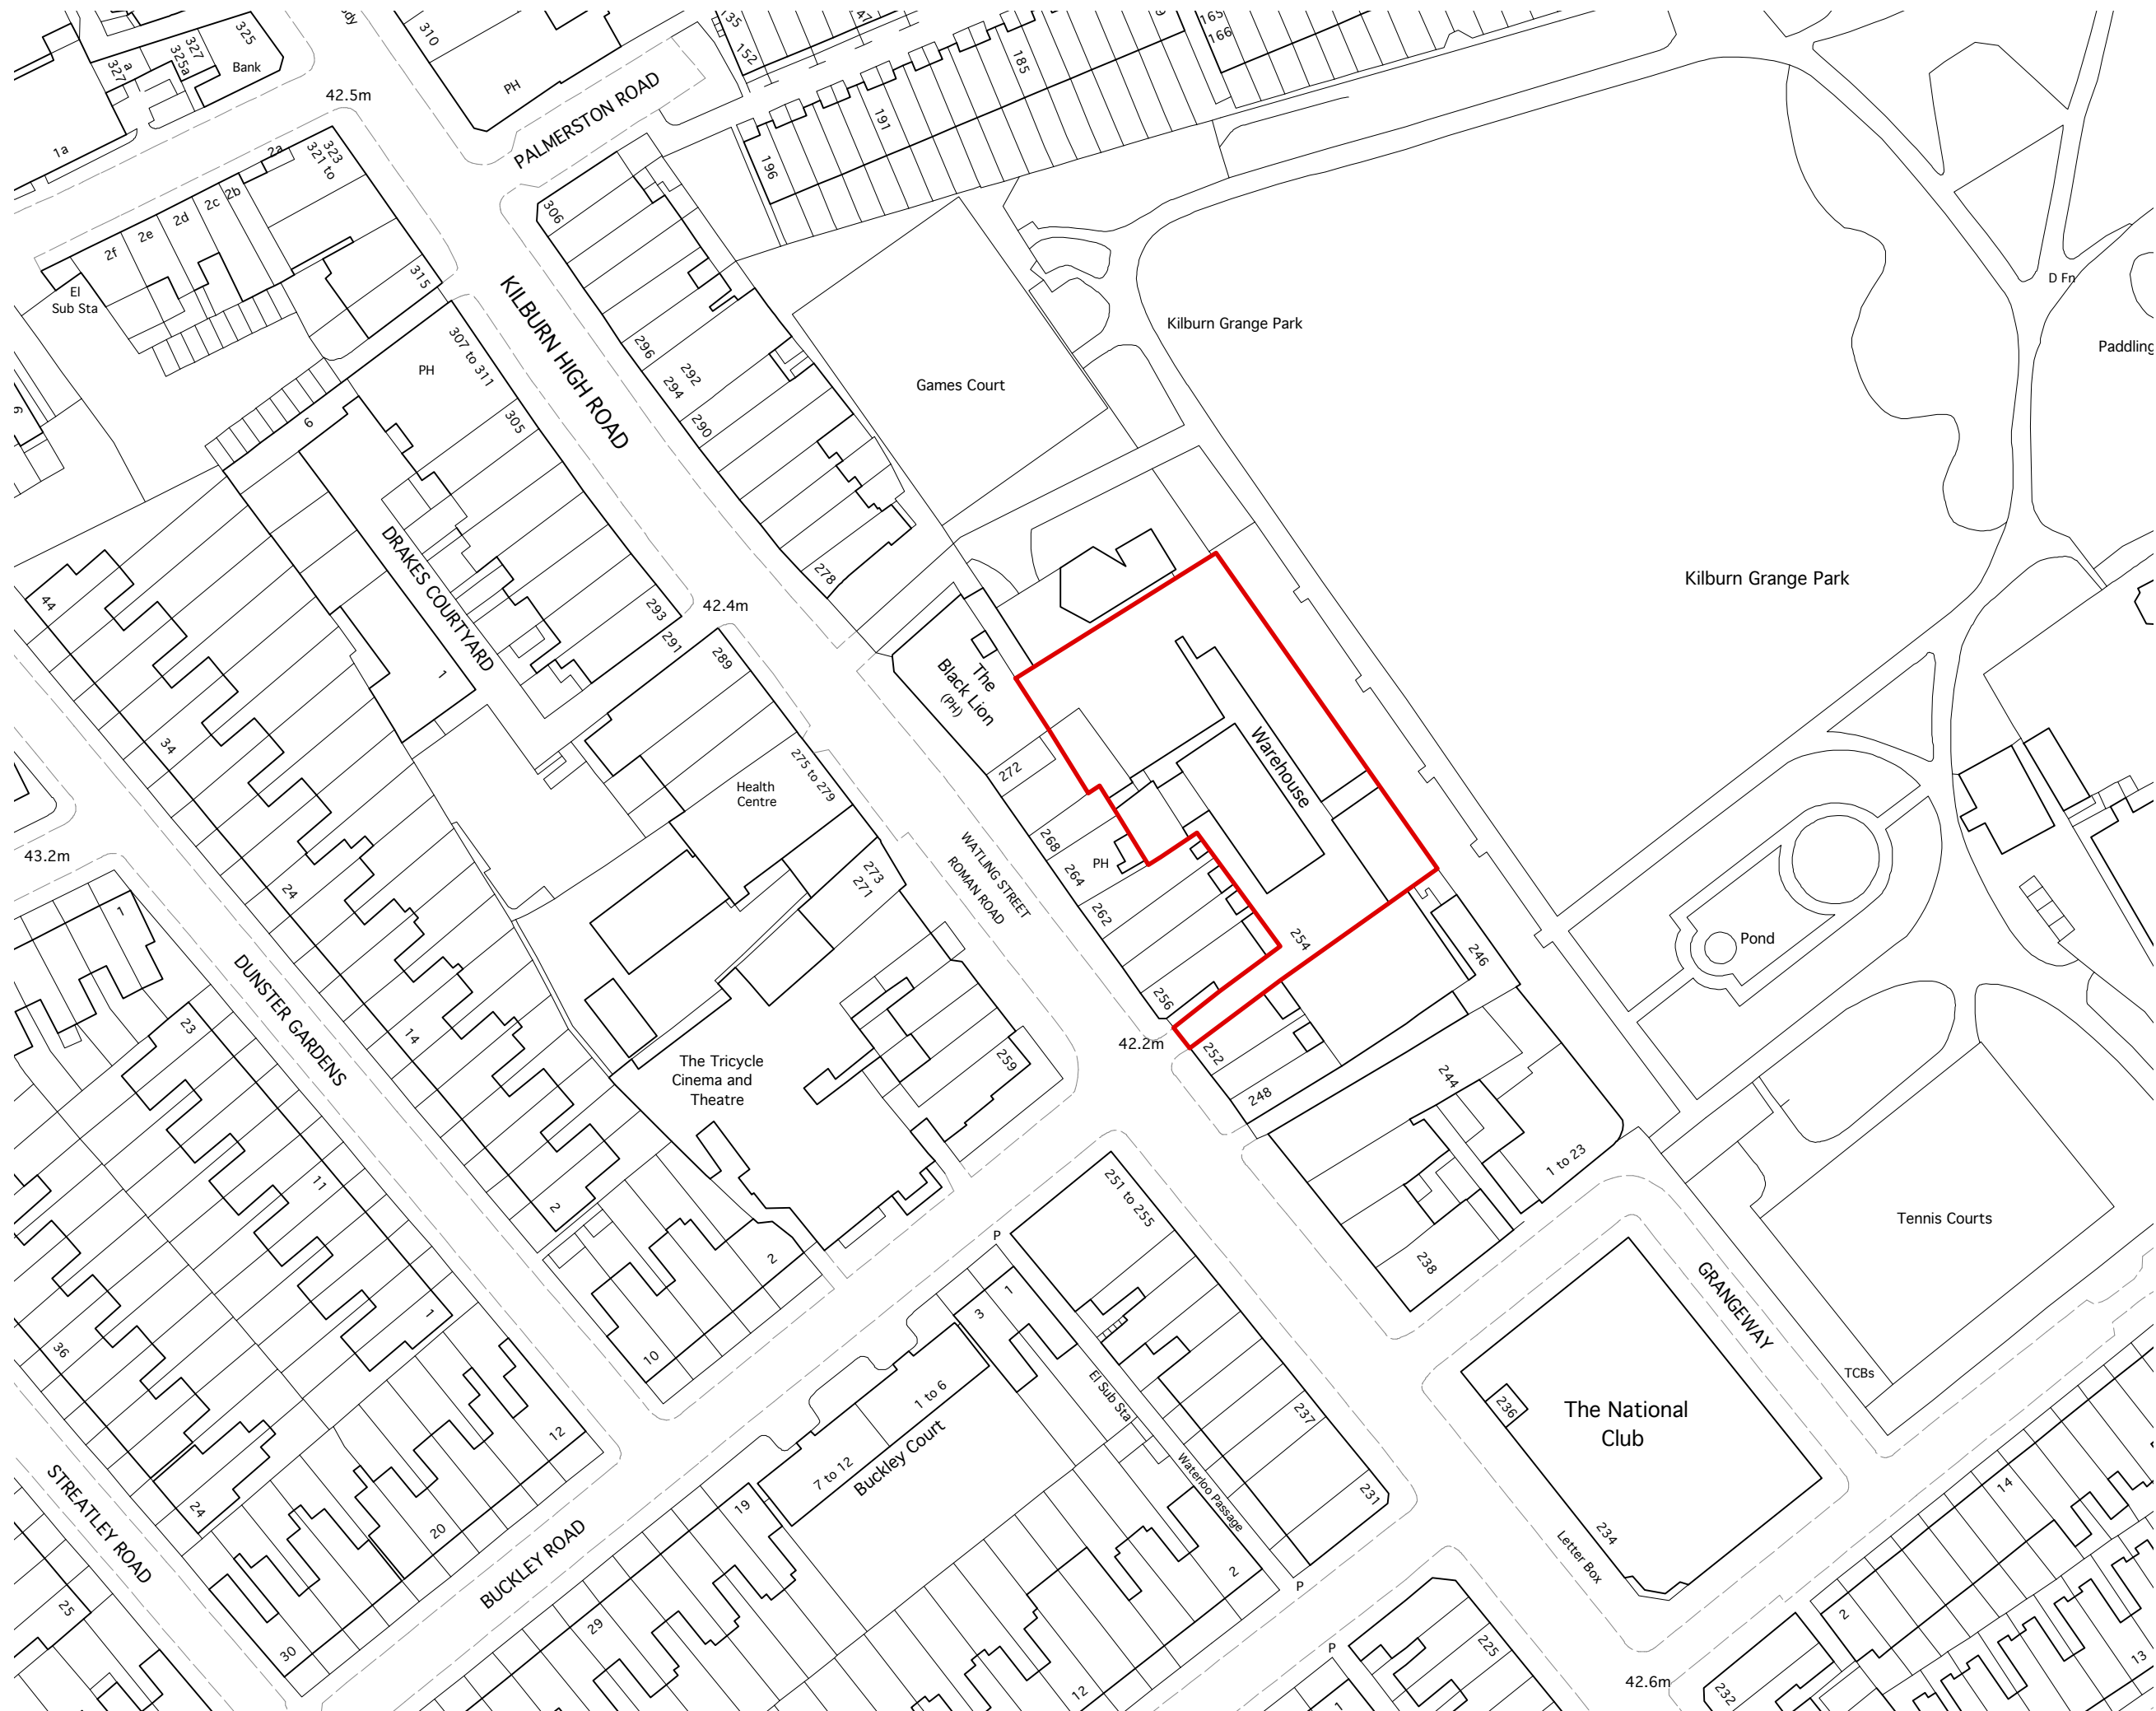 325
327
325a
327
a
Bank
310
PH
152
47
185
165
166
42.5m
PALMERSTON ROAD
191
196
1a
323
321 to
2a
2b
2c
2d
2e
2f
306
El
Sub Sta
315
KILBURN HIGH ROAD
D Fn
Kilburn Grange Park
307 to 311
PH
296
292
294
Games Court
305
290
6
DRAKES COURTYARD
278
Kilburn Grange Park
44
293
42.4m
291
289
The
Black Lion
(PH)
1
34
272
Warehouse
275 to 279
Health
Centre
268
PH
264
WATLING STREET
ROMAN ROAD
43.2m
273
271
24
262
1
254
Pond
246
256
DUNSTER GARDENS
23
14
42.2m
252
The Tricycle
Cinema and
Theatre
259
244
248
1 to 23
11
2
251 to 255
Tennis Courts
P
2
238
GRANGEWAY
1
3
1
36
10
TCBs
El Sub Sta
1 to 6
237
236
The National
Club
Buckley Court
7 to 12
12
Waterloo Passage
14
231
STREATLEY ROAD
24
19
20
234
Letter Box
BUCKLEY ROAD
2
P
25
29
2
225
P
30
13
42.6m
232
12
1